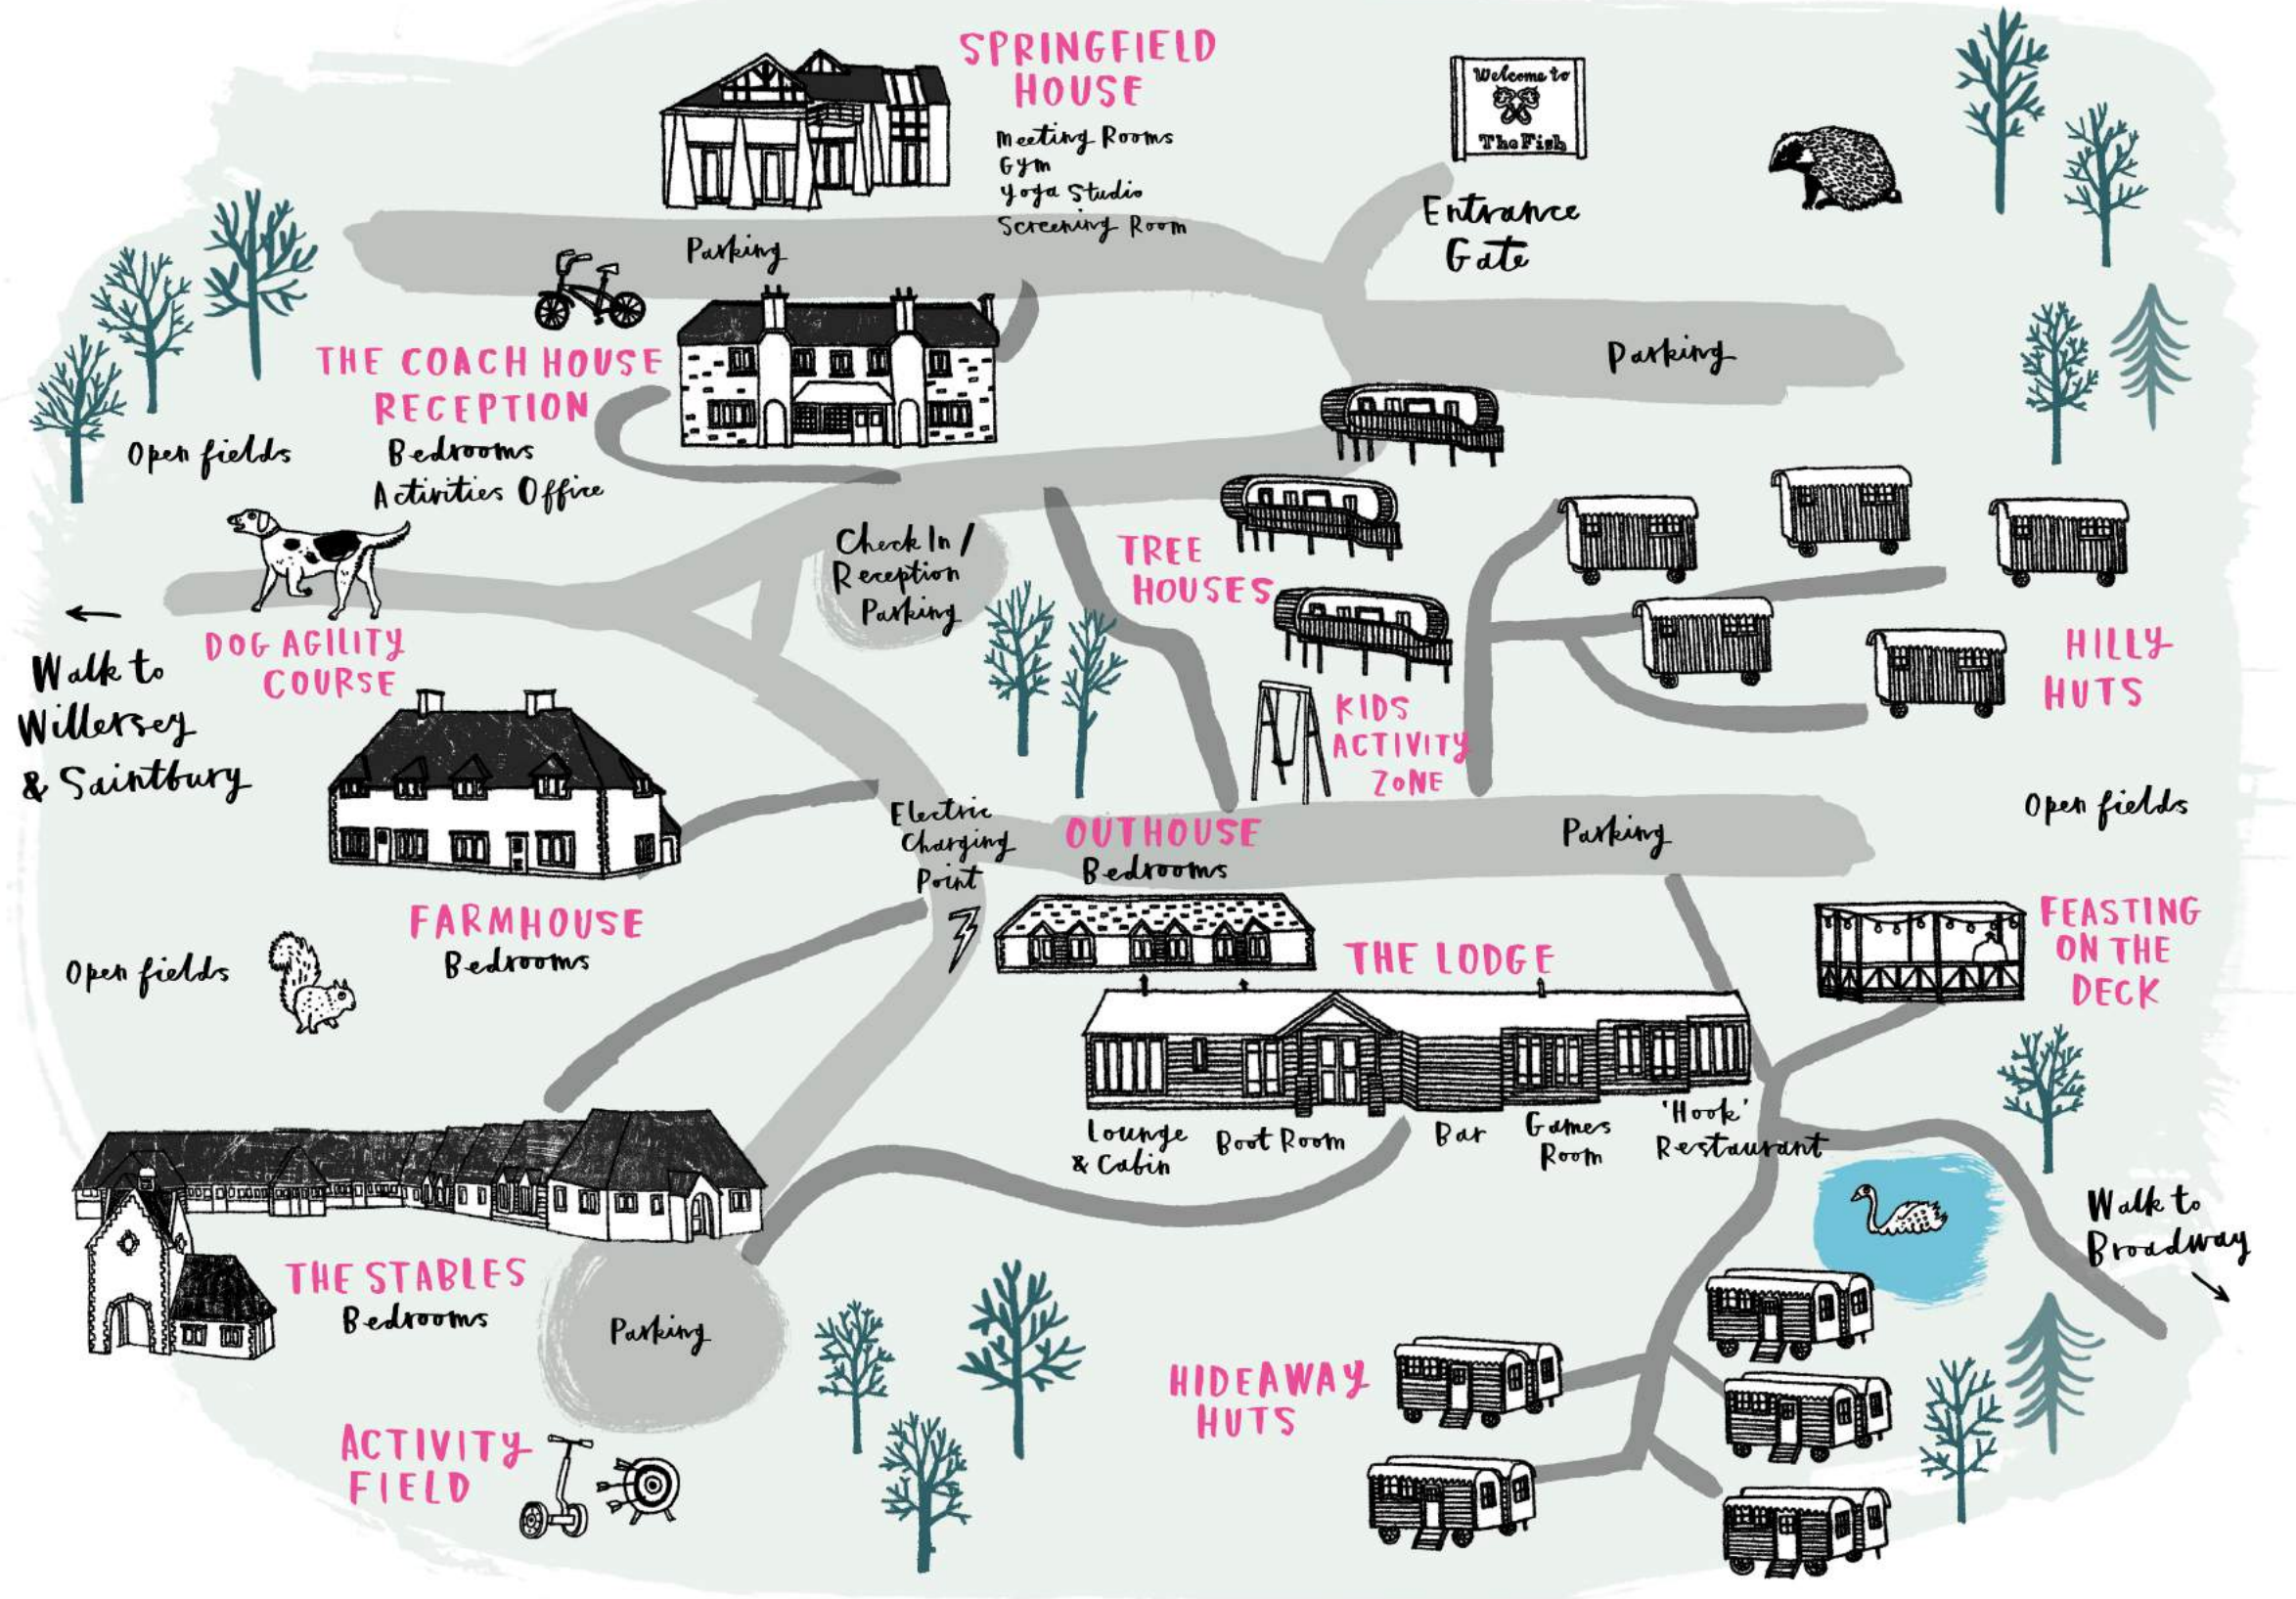 SPRINGFIELD
HOUSE
Meeting Rooms
Gym
Yoga Studio
Screening Room
Welcome to
The Fish
Entrance
Gate
Parking
Parking
THE COACH HOUSE
RECEPTION
Bedrooms
Activities Office
Open fields
Check In /
Reception
Parking
TREE
HOUSES
HILLY
HUTS
DOG AGILITY
COURSE
Walk to
Willersey
& Saintbury
KIDS
ACTIVITY
ZONE
Open fields
Electric
Charging
Point
OUTHOUSE
Bedrooms
Parking
FARMHOUSE
Bedrooms
Open fields
THE LODGE
FEASTING
ON THE
DECK
Lounge
& Cabin
Boot Room
Bar
Games
Room
'Hook'
Restaurant
Walk to
Broadway
THE STABLES
Bedrooms
Parking
HIDEAWAY
HUTS
ACTIVITY
FIELD